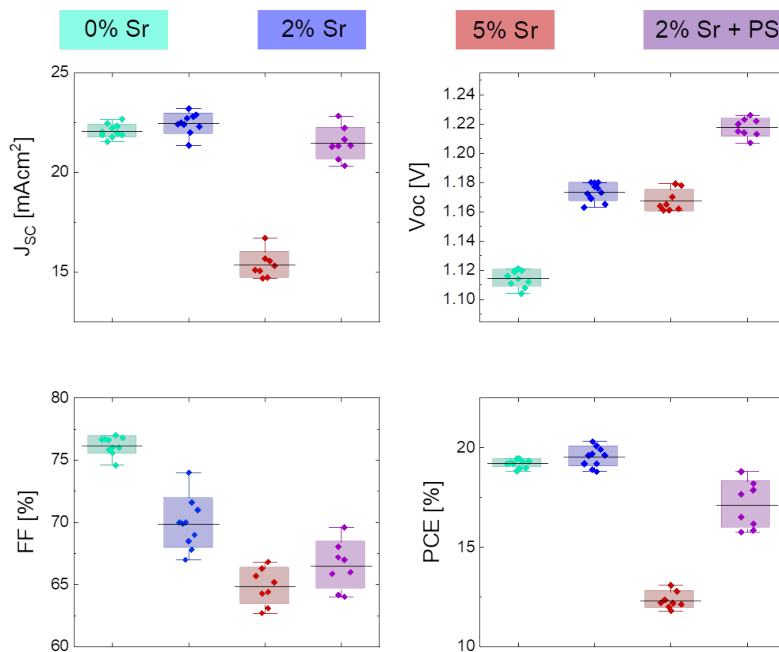 0% Sr
2% Sr
5% Sr
2% Sr + PS
25
20
15
J_SC [mAcm²]
1.24
1.22
1.20
1.18
1.16
1.14
1.12
1.10
Voc [V]
80
75
70
65
60
FF [%]
20
15
10
PCE [%]